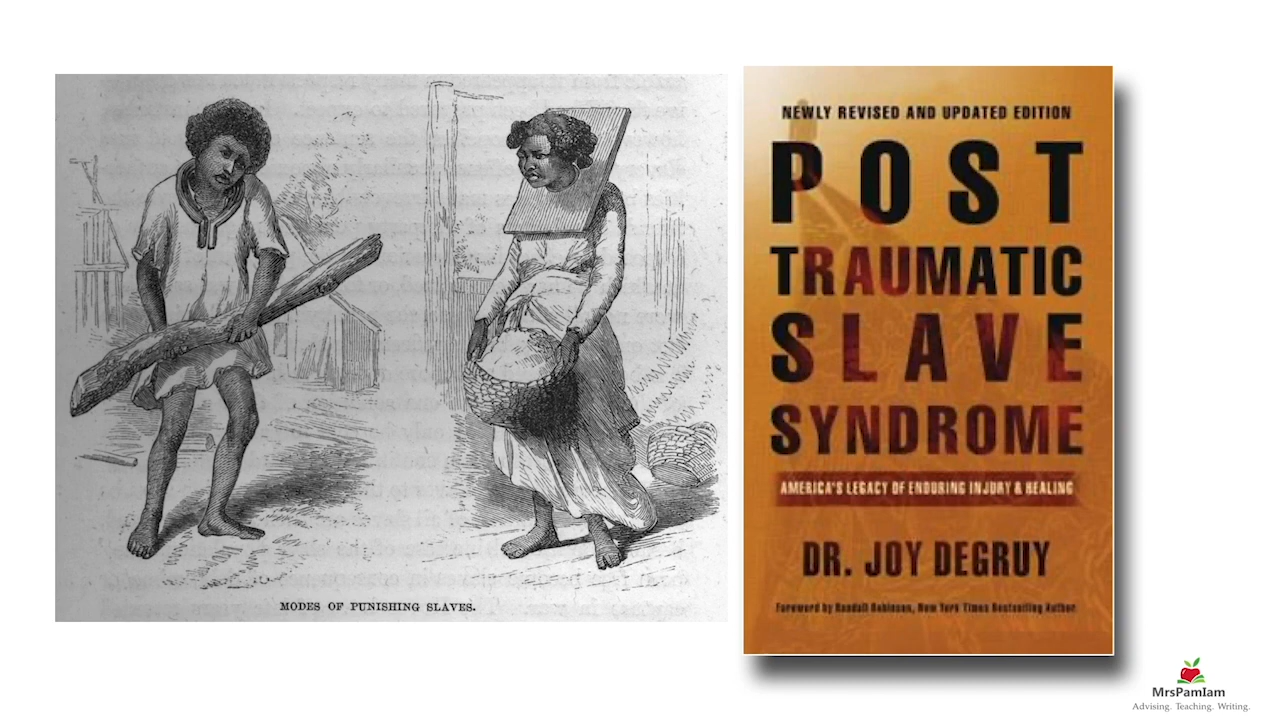 MODES OF PUNISHING SLAVES.
NEWLY REVISED AND UPDATED EDITION
POST
TRAUMATIC
SLAVE
SYNDROME
AMERICA'S LEGACY OF ENDURING INJURY & HEALING
DR. JOY DEGRUY
Foreword by Randall Robinson, New York Times Bestselling Author
MrsPamIam
Advising. Teaching. Writing.